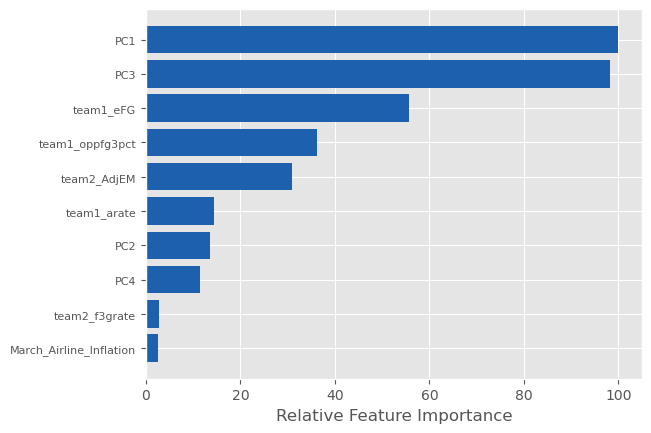 PC1
PC3
team1_eFG
team1_oppfg3pct
team2_AdjEM
team1_arate
PC2
PC4
team2_f3grate
March_Airline_Inflation
0 20 40 60 80 100
Relative Feature Importance